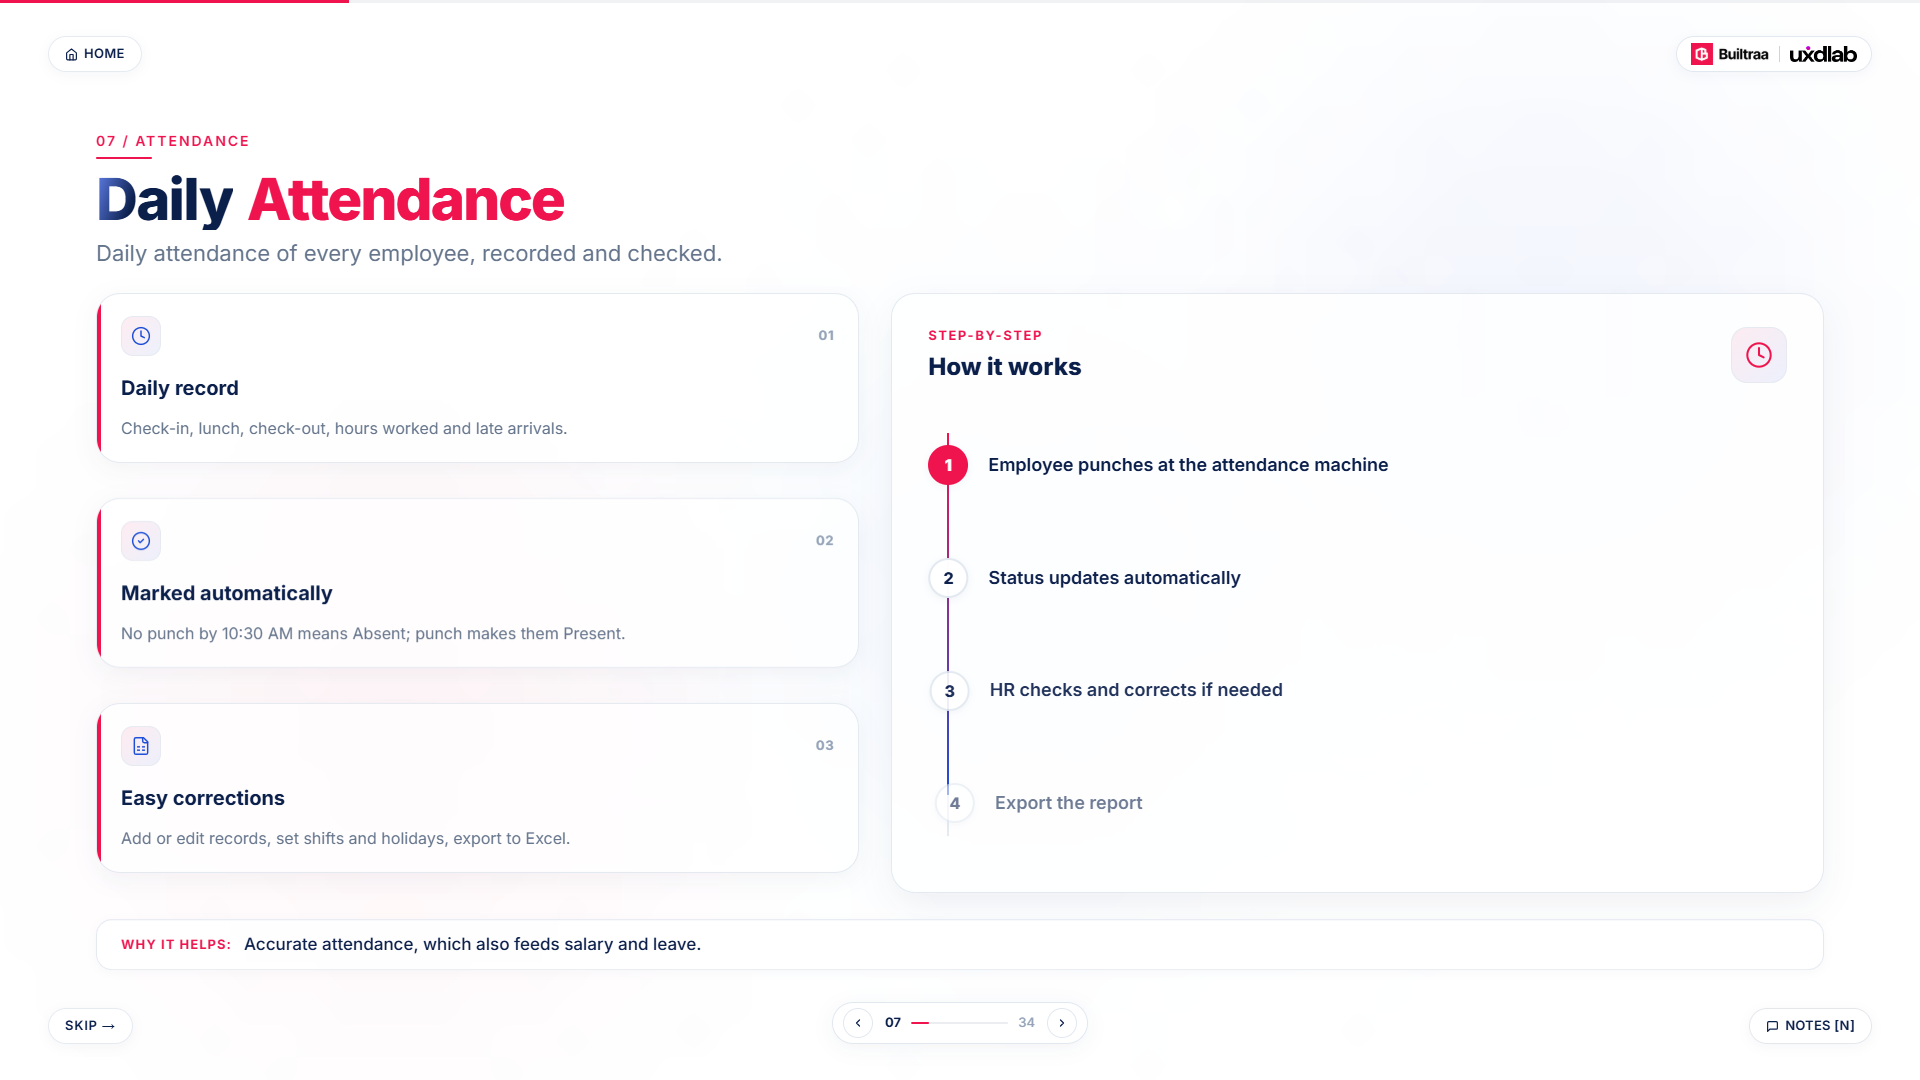 HOME
Builtraa
uxdlab
07 / ATTENDANCE
Daily Attendance
Daily attendance of every employee, recorded and checked.
01
Daily record
Check-in, lunch, check-out, hours worked and late arrivals.
02
Marked automatically
No punch by 10:30 AM means Absent; punch makes them Present.
03
Easy corrections
Add or edit records, set shifts and holidays, export to Excel.
STEP-BY-STEP
How it works
1 Employee punches at the attendance machine
2 Status updates automatically
3 HR checks and corrects if needed
4 Export the report
WHY IT HELPS: Accurate attendance, which also feeds salary and leave.
SKIP →
07 34
NOTES [N]